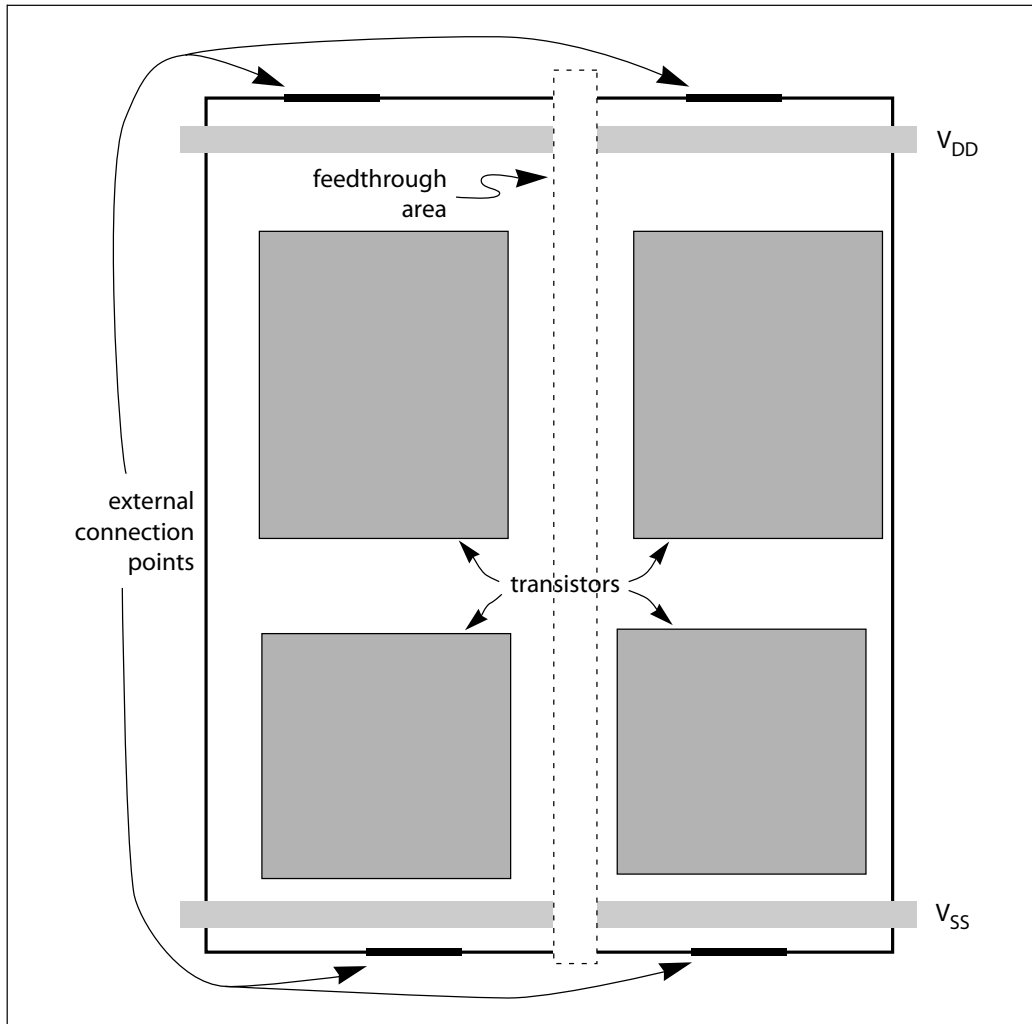 V_DD
feedthrough
area
external
connection
points
transistors
V_SS